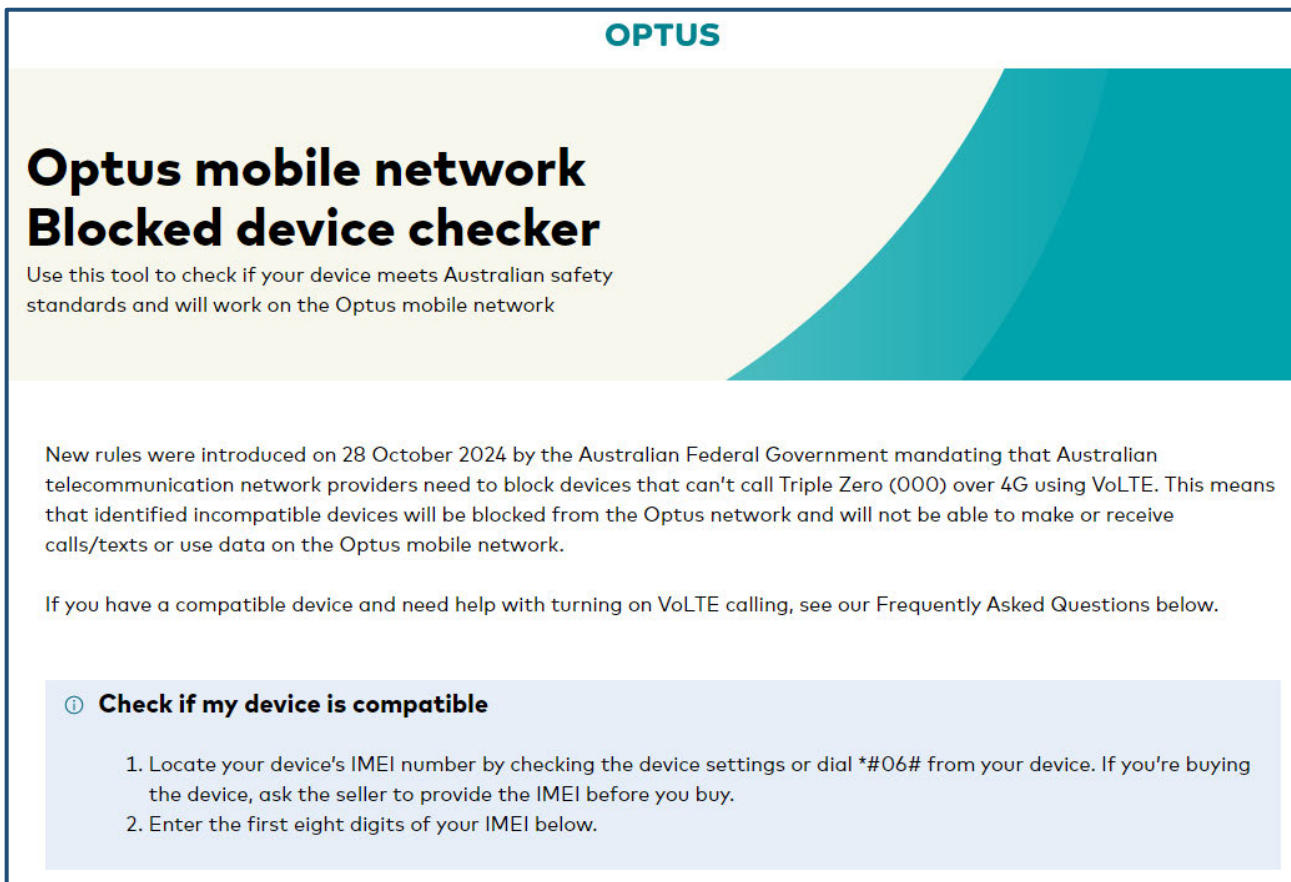 OPTUS
Optus mobile network
Blocked device checker
Use this tool to check if your device meets Australian safety
standards and will work on the Optus mobile network
New rules were introduced on 28 October 2024 by the Australian Federal Government mandating that Australian
telecommunication network providers need to block devices that can't call Triple Zero (000) over 4G using VoLTE. This means
that identified incompatible devices will be blocked from the Optus network and will not be able to make or receive
calls/texts or use data on the Optus mobile network.
If you have a compatible device and need help with turning on VoLTE calling, see our Frequently Asked Questions below.
Check if my device is compatible
1. Locate your device's IMEI number by checking the device settings or dial *#06# from your device. If you're buying
the device, ask the seller to provide the IMEI before you buy.
2. Enter the first eight digits of your IMEI below.